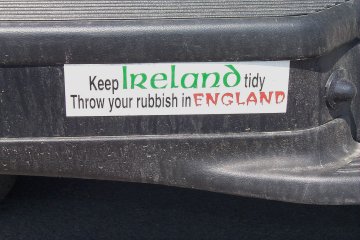 Keep IRELAND tidy
Throw your rubbish in ENGLAND